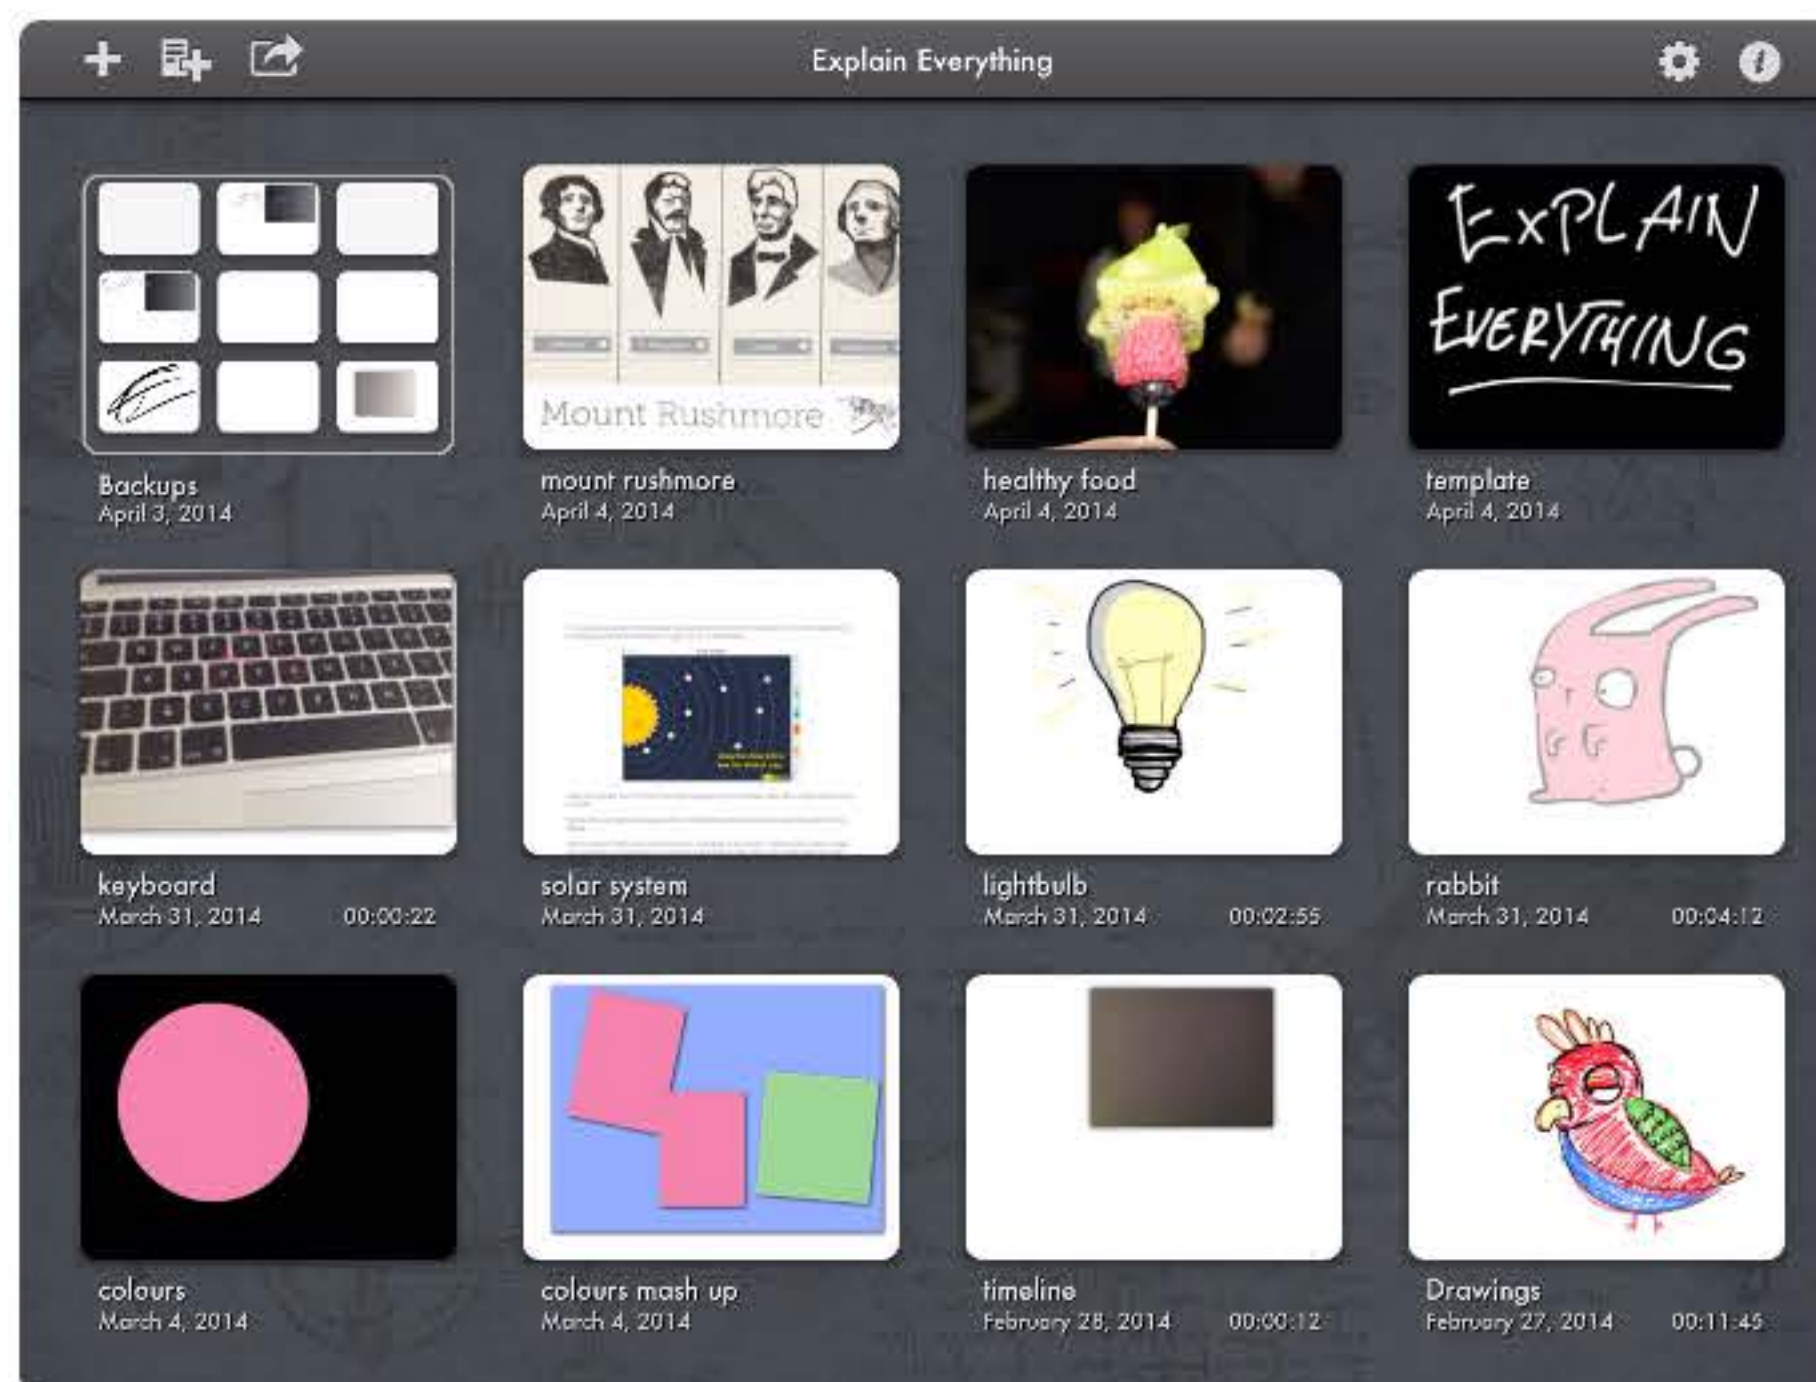 Explain Everything
Mount Rushmore
EXPLAIN
EVERYTHING
Backups
April 3, 2014
mount rushmore
April 4, 2014
healthy food
April 4, 2014
template
April 4, 2014
keyboard
March 31, 2014 00:00:22
solar system
March 31, 2014
lightbulb
March 31, 2014 00:02:55
rabbit
March 31, 2014 00:04:12
colours
March 4, 2014
colours mash up
March 4, 2014
timeline
February 28, 2014 00:00:12
Drawings
February 27, 2014 00:11:45